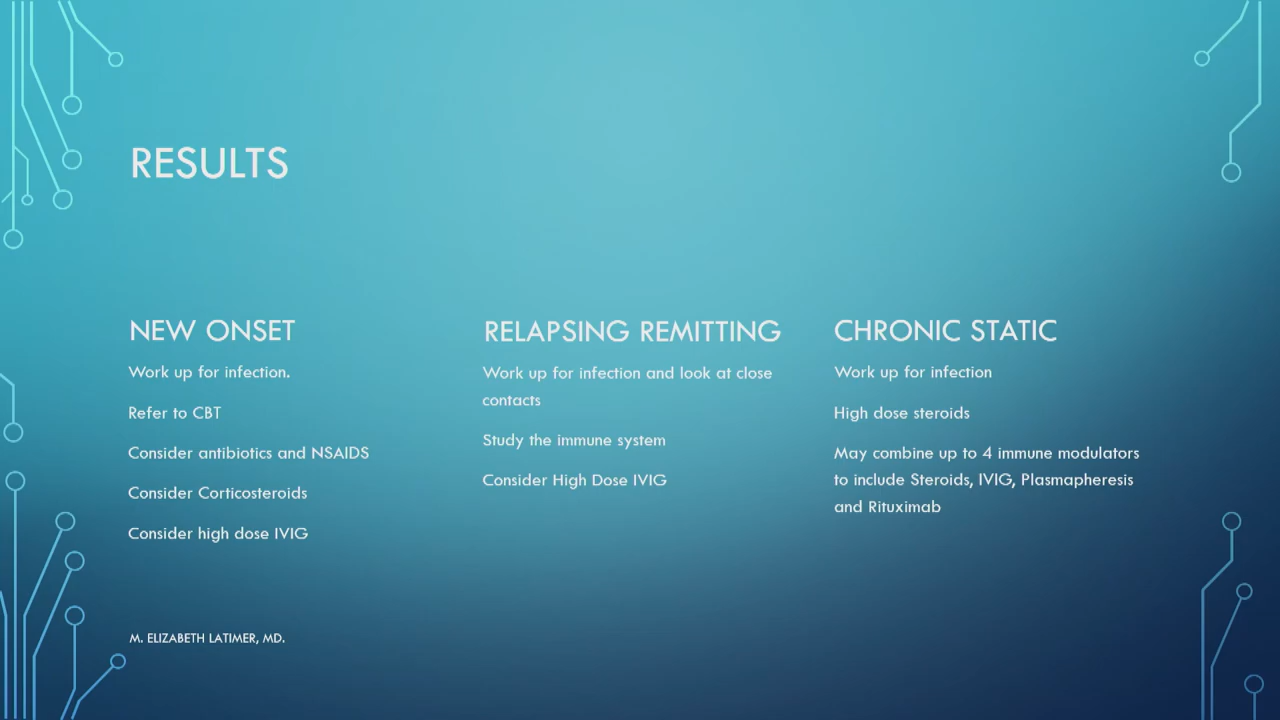 RESULTS
NEW ONSET
Work up for infection.
Refer to CBT
Consider antibiotics and NSAIDS
Consider Corticosteroids
Consider high dose IVIG
RELAPSING REMITTING
Work up for infection and look at close
contacts
Study the immune system
Consider High Dose IVIG
CHRONIC STATIC
Work up for infection
High dose steroids
May combine up to 4 immune modulators
to include Steroids, IVIG, Plasmapheresis
and Rituximab
M. ELIZABETH LATIMER, MD.